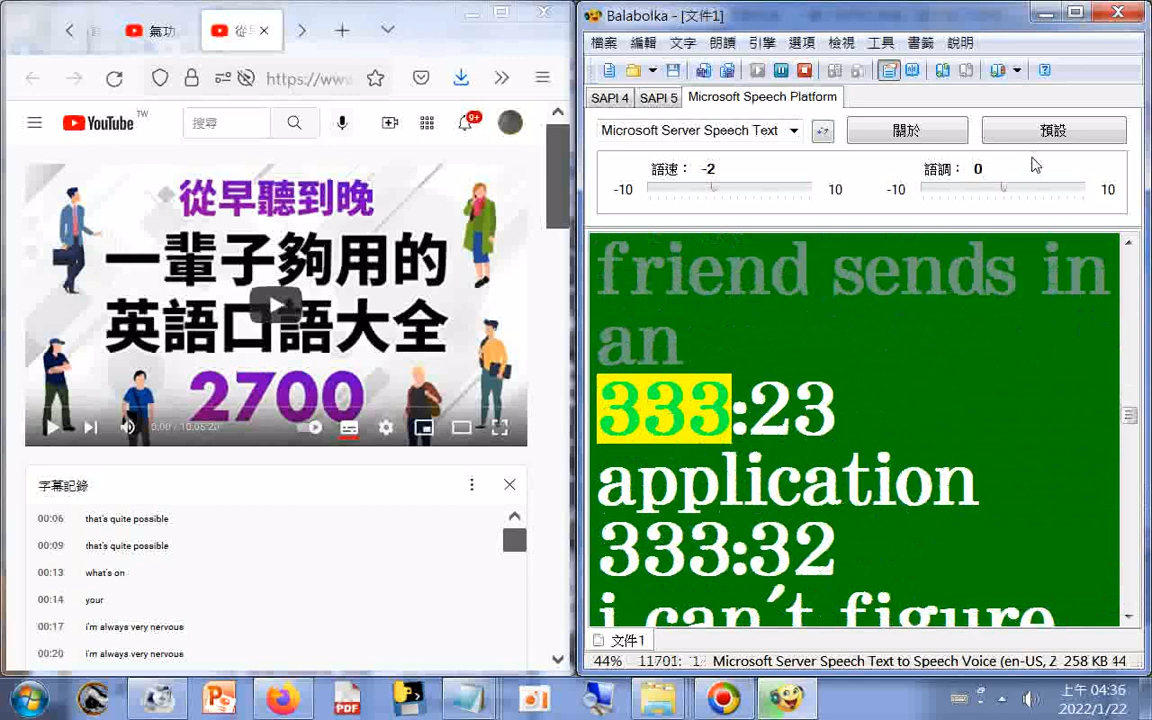 氣功
從
https://www
YouTube TW
搜尋
9+
從早聽到晚
一輩子夠用的
英語口語大全
2700
0:00 / 10:05:20
字幕記錄
00:06 that's quite possible
00:09 that's quite possible
00:13 what's on
00:14 your
00:17 i'm always very nervous
00:20 i'm always very nervous
Balabolka - [文件1]
檔案 編輯 文字 朗讀 引擎 選項 檢視 工具 書籤 說明
SAPI 4 SAPI 5 Microsoft Speech Platform
Microsoft Server Speech Text 關於 預設
語速： -2 語調： 0
-10 10 -10 10
friend sends in
an
333:23
application
333:32
i can't figure
文件1
44% 11701: 1 Microsoft Server Speech Text to Speech Voice (en-US, Z 258 KB 44
PDF
上午 04:36
2022/1/22